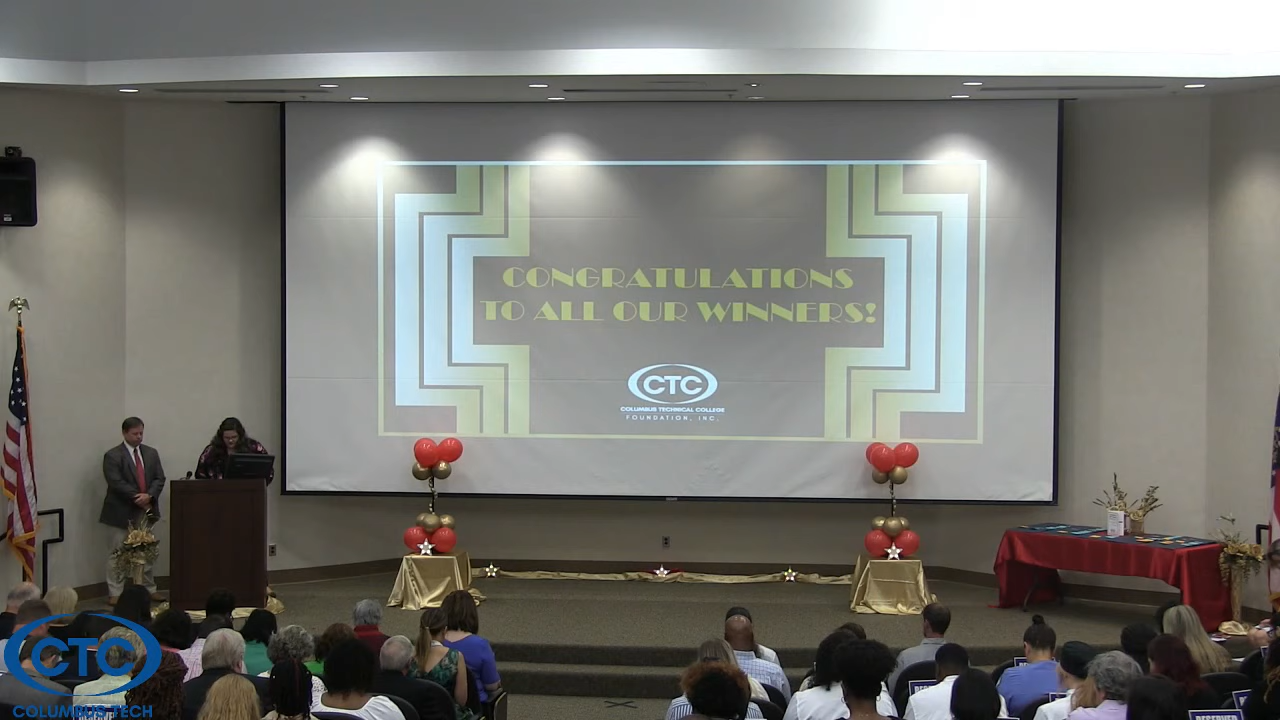 CONGRATULATIONS
TO ALL OUR WINNERS!
CTC
COLUMBUS TECHNICAL COLLEGE
FOUNDATION, INC.
CTC
COLUMBUS TECH